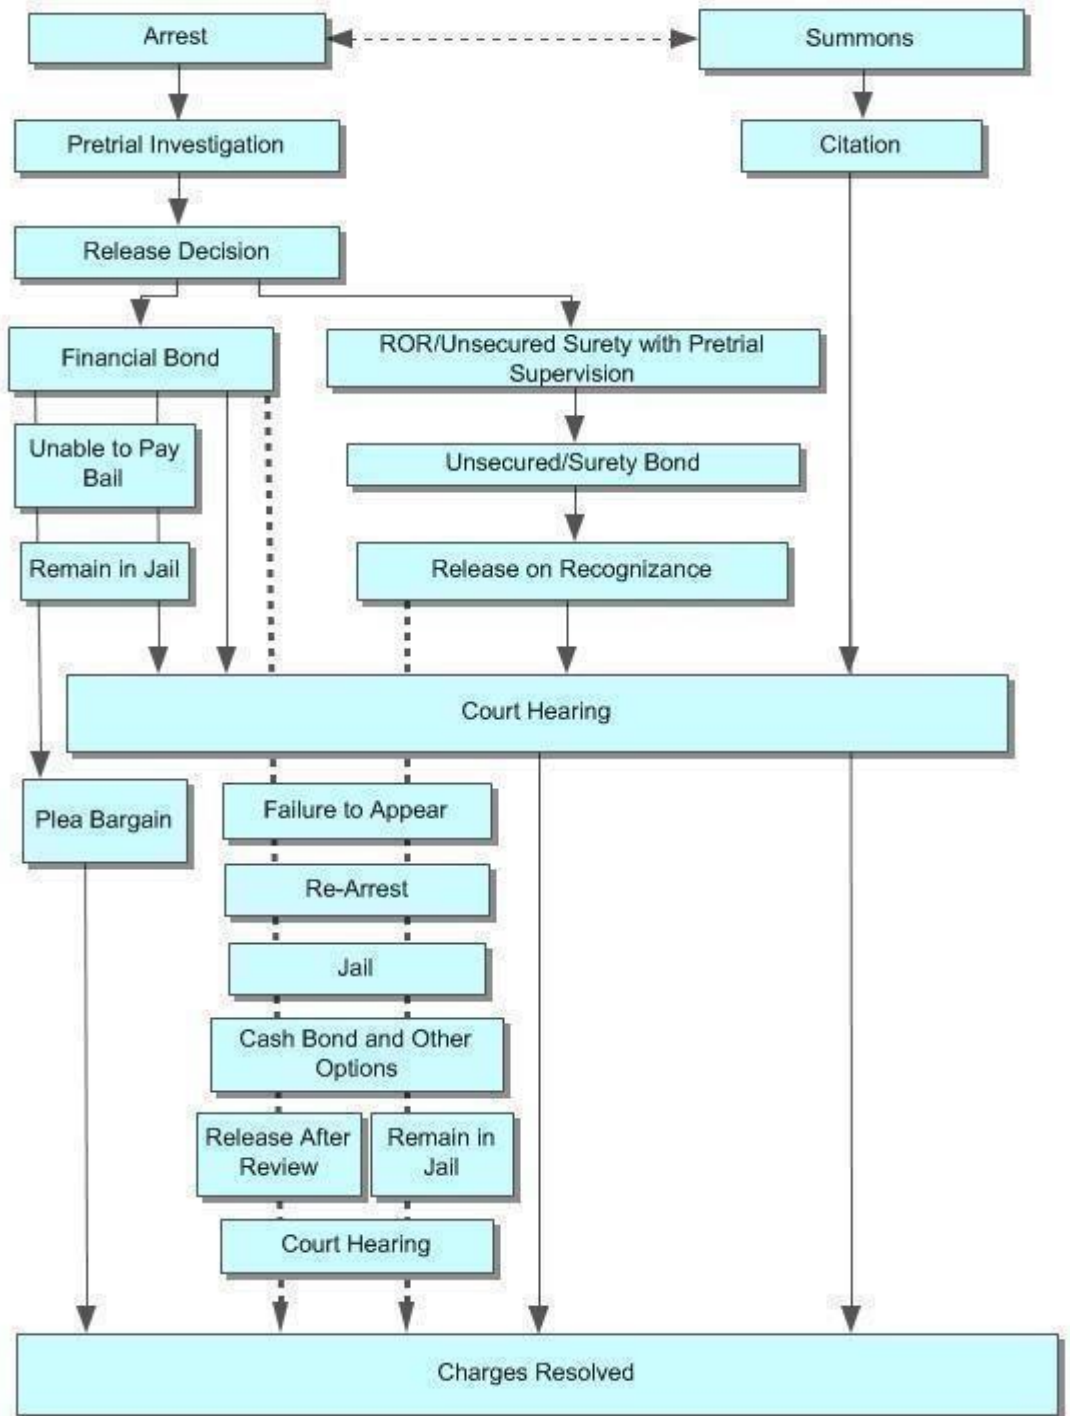 Arrest
Summons
Pretrial Investigation
Citation
Release Decision
Financial Bond
ROR/Unsecured Surety with Pretrial
Supervision
Unable to Pay
Bail
Unsecured/Surety Bond
Remain in Jail
Release on Recognizance
Court Hearing
Plea Bargain
Failure to Appear
Re-Arrest
Jail
Cash Bond and Other
Options
Release After
Review
Remain in
Jail
Court Hearing
Charges Resolved